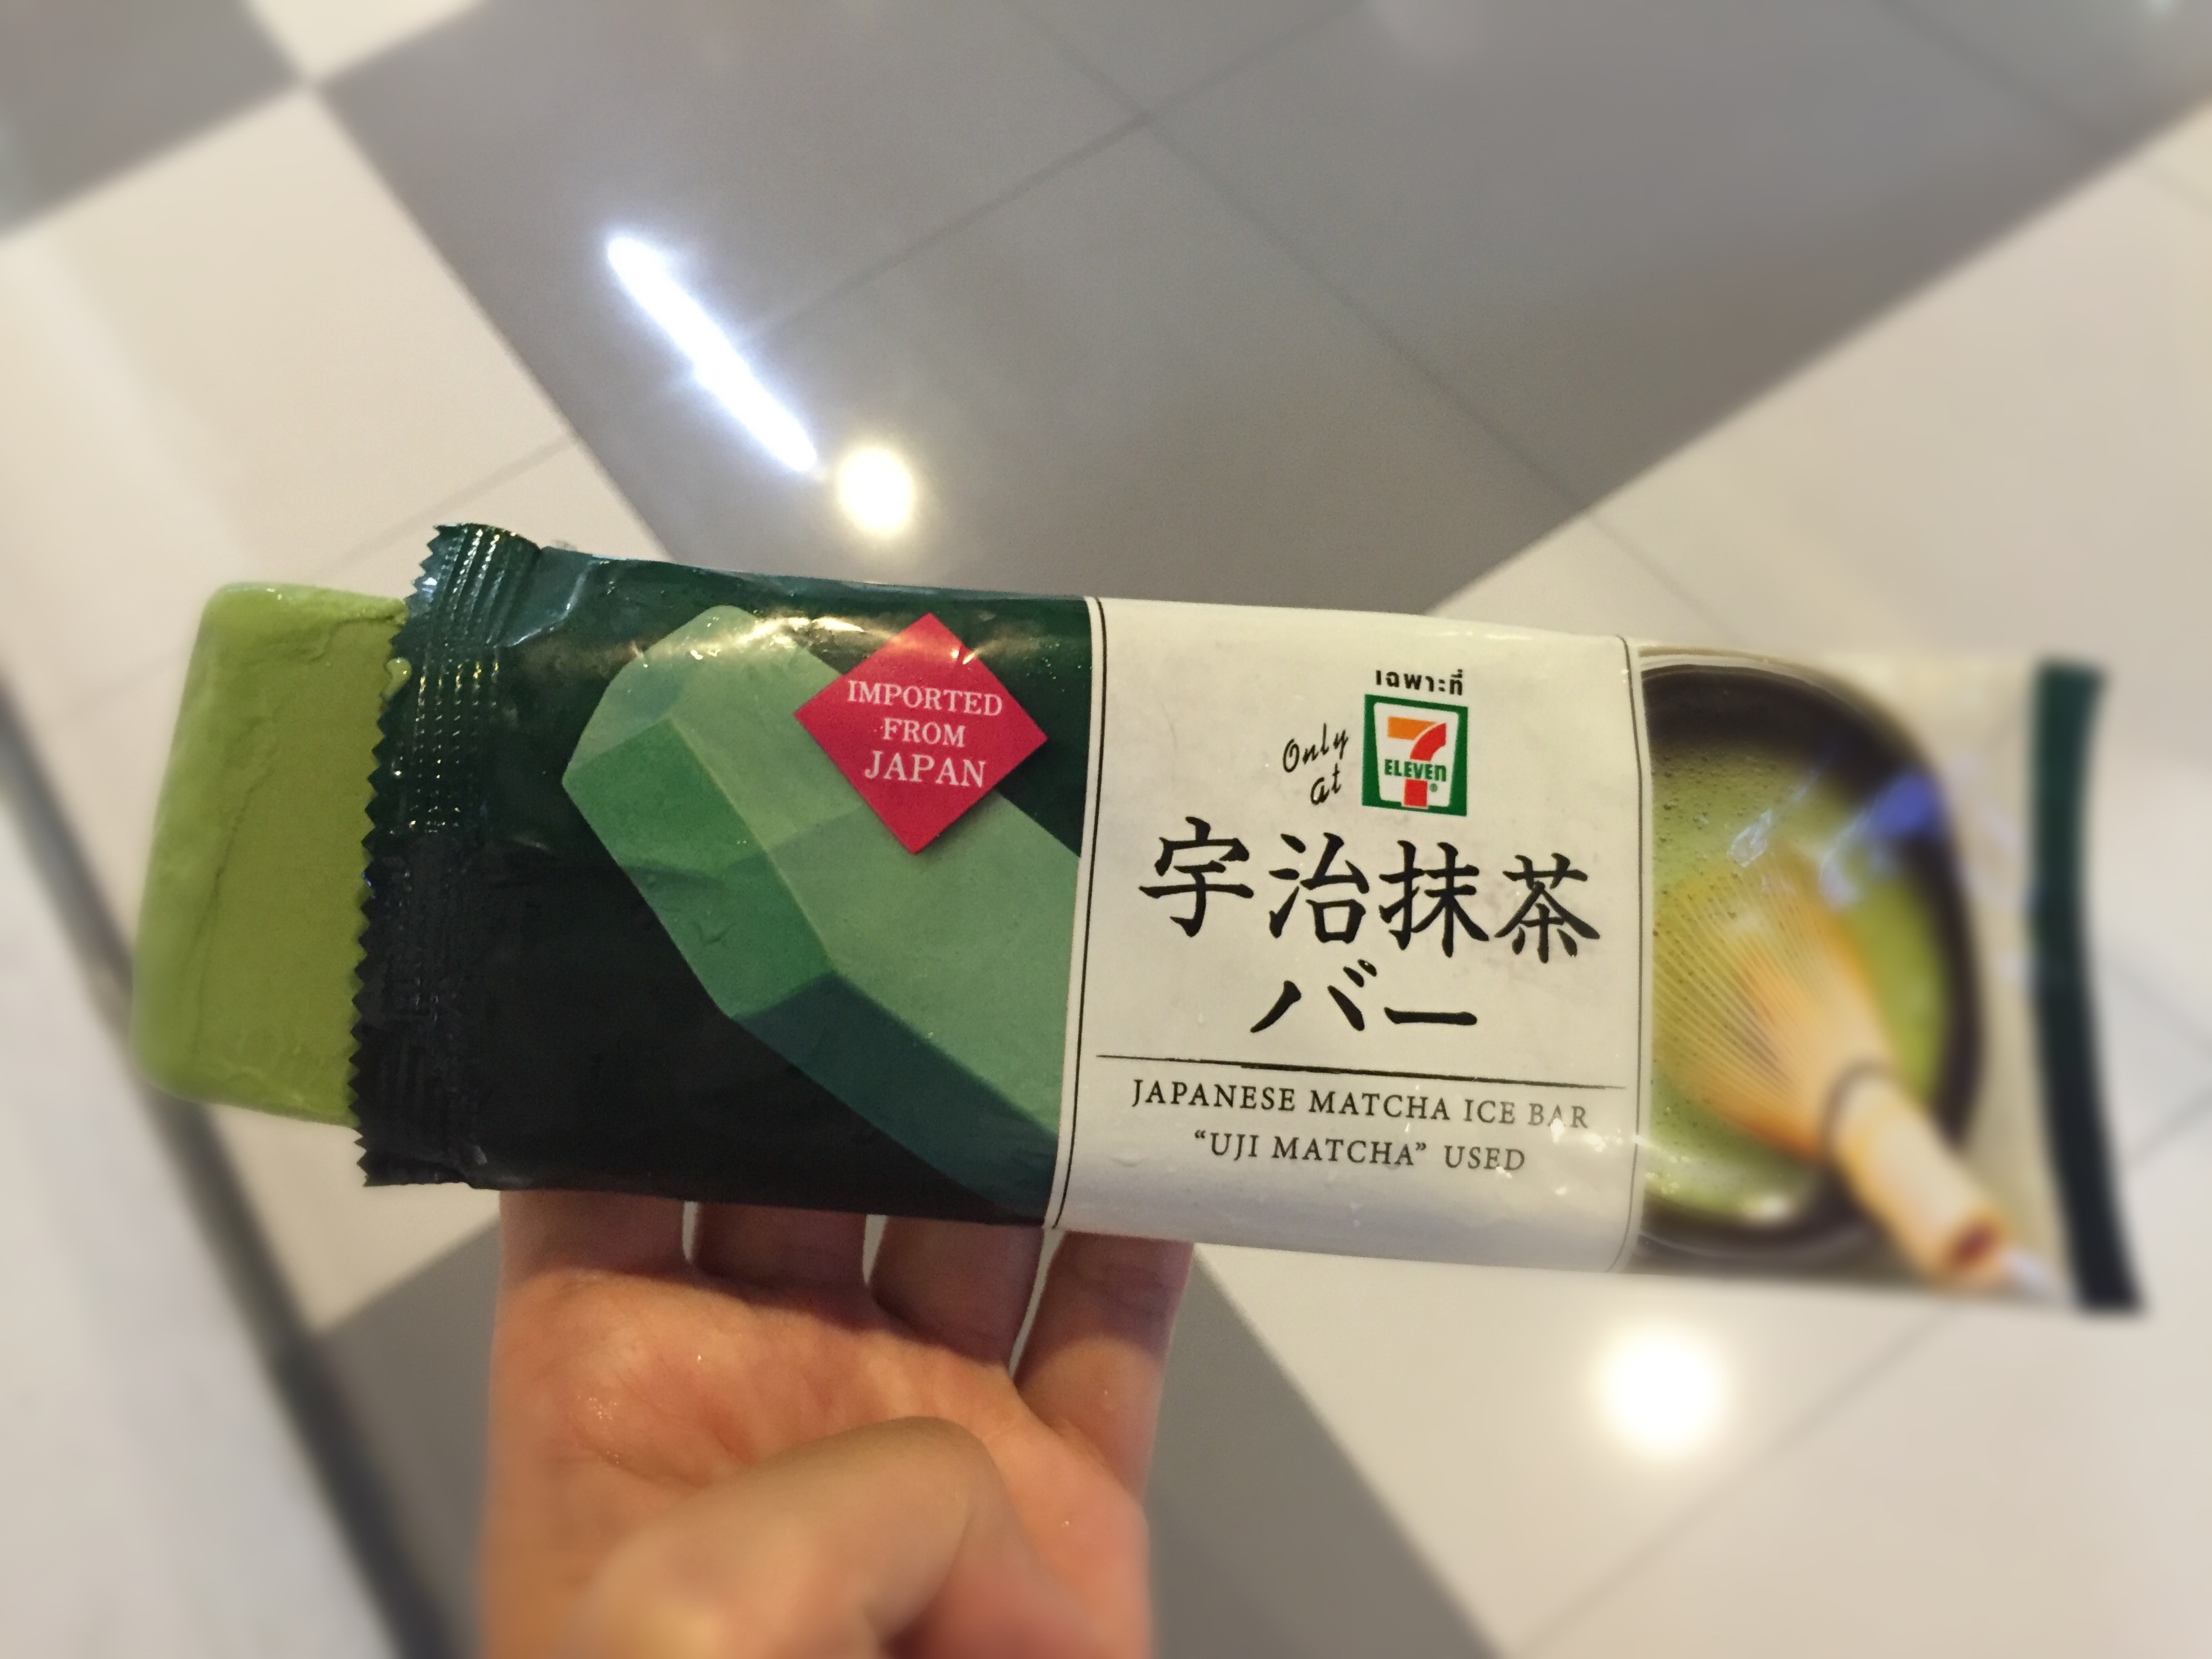 IMPORTED
FROM
JAPAN
เฉพาะที่
Only
at
7
ELEVEn
®
宇治抹茶
バー
JAPANESE MATCHA ICE BAR
“UJI MATCHA” USED